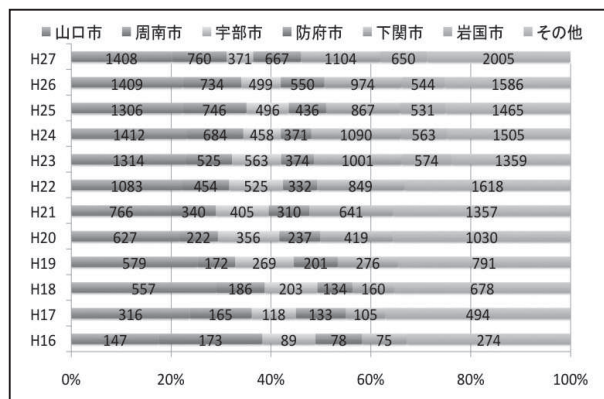 山口市 周南市 宇部市 防府市 下関市 岩国市 その他
H27 1408 760 371 667 1104 650 2005
H26 1409 734 499 550 974 544 1586
H25 1306 746 496 436 867 531 1465
H24 1412 684 458 371 1090 563 1505
H23 1314 525 563 374 1001 574 1359
H22 1083 454 525 332 849 1618
H21 766 340 405 310 641 1357
H20 627 222 356 237 419 1030
H19 579 172 269 201 276 791
H18 557 186 203 134 160 678
H17 316 165 118 133 105 494
H16 147 173 89 78 75 274
0% 20% 40% 60% 80% 100%